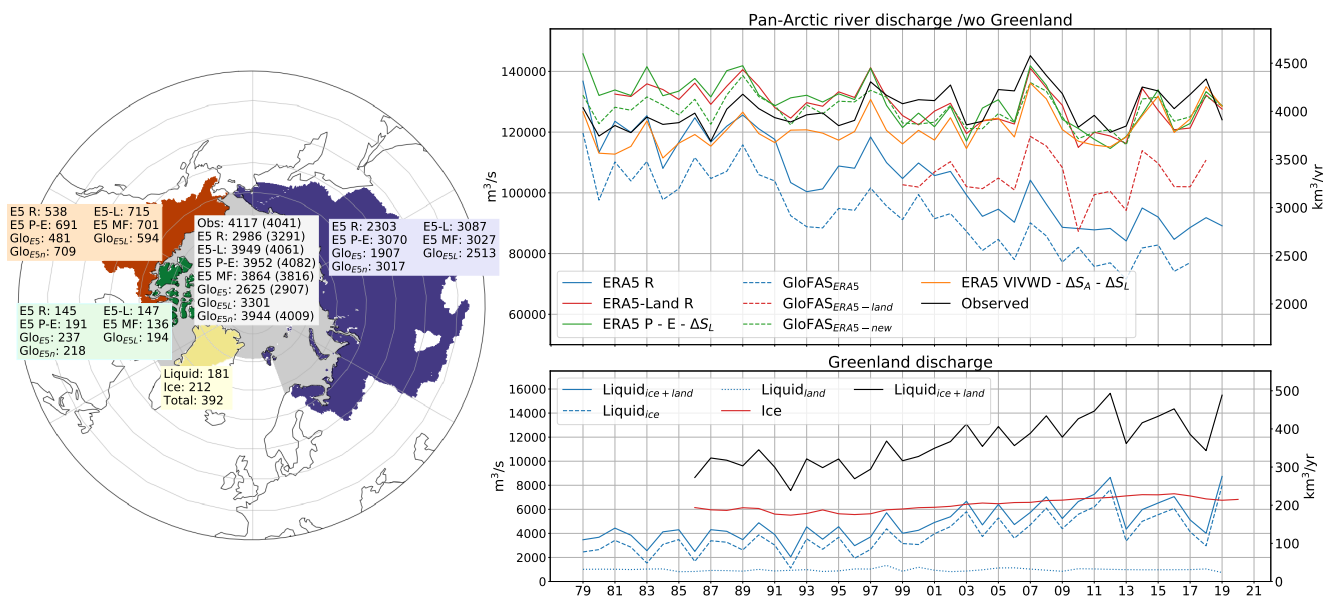 E5 R: 538 E5-L: 715
E5 P-E: 691 E5 MF: 701
Glo_E5: 481 Glo_E5L: 594
Glo_E5n: 709
Obs: 4117 (4041)
E5 R: 2986 (3291)
E5-L: 3949 (4061)
E5 P-E: 3952 (4082)
E5 MF: 3864 (3816)
Glo_E5: 2625 (2907)
Glo_E5L: 3301
Glo_E5n: 3944 (4009)
E5 R: 2303 E5-L: 3087
E5 P-E: 3070 E5 MF: 3027
Glo_E5: 1907 Glo_E5L: 2513
Glo_E5n: 3017
E5 R: 145 E5-L: 147
E5 P-E: 191 E5 MF: 136
Glo_E5: 237 Glo_E5L: 194
Glo_E5n: 218
Liquid: 181
Ice: 212
Total: 392
Pan-Arctic river discharge /wo Greenland
m³/s
140000
120000
100000
80000
60000
km³/yr
4500
4000
3500
3000
2500
2000
ERA5 R
ERA5-Land R
ERA5 P - E - ΔS_L
GloFAS_ERA5
GloFAS_ERA5-land
GloFAS_ERA5-new
ERA5 VIVWD - ΔS_A - ΔS_L
Observed
Greenland discharge
m³/s
16000
14000
12000
10000
8000
6000
4000
2000
0
km³/yr
500
400
300
200
100
0
Liquid_ice+land
Liquid_ice
Liquid_land
Ice
Liquid_ice+land
79 81 83 85 87 89 91 93 95 97 99 01 03 05 07 09 11 13 15 17 19 21